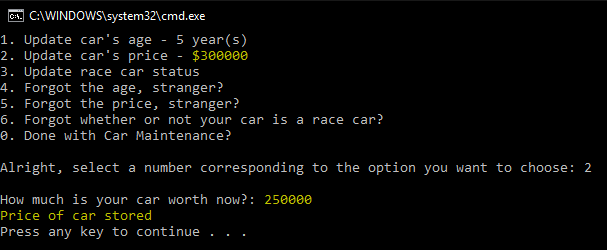 C:\WINDOWS\system32\cmd.exe
1. Update car's age - 5 year(s)
2. Update car's price - $300000
3. Update race car status
4. Forgot the age, stranger?
5. Forgot the price, stranger?
6. Forgot whether or not your car is a race car?
0. Done with Car Maintenance?
Alright, select a number corresponding to the option you want to choose: 2
How much is your car worth now?: 250000
Price of car stored
Press any key to continue . . .